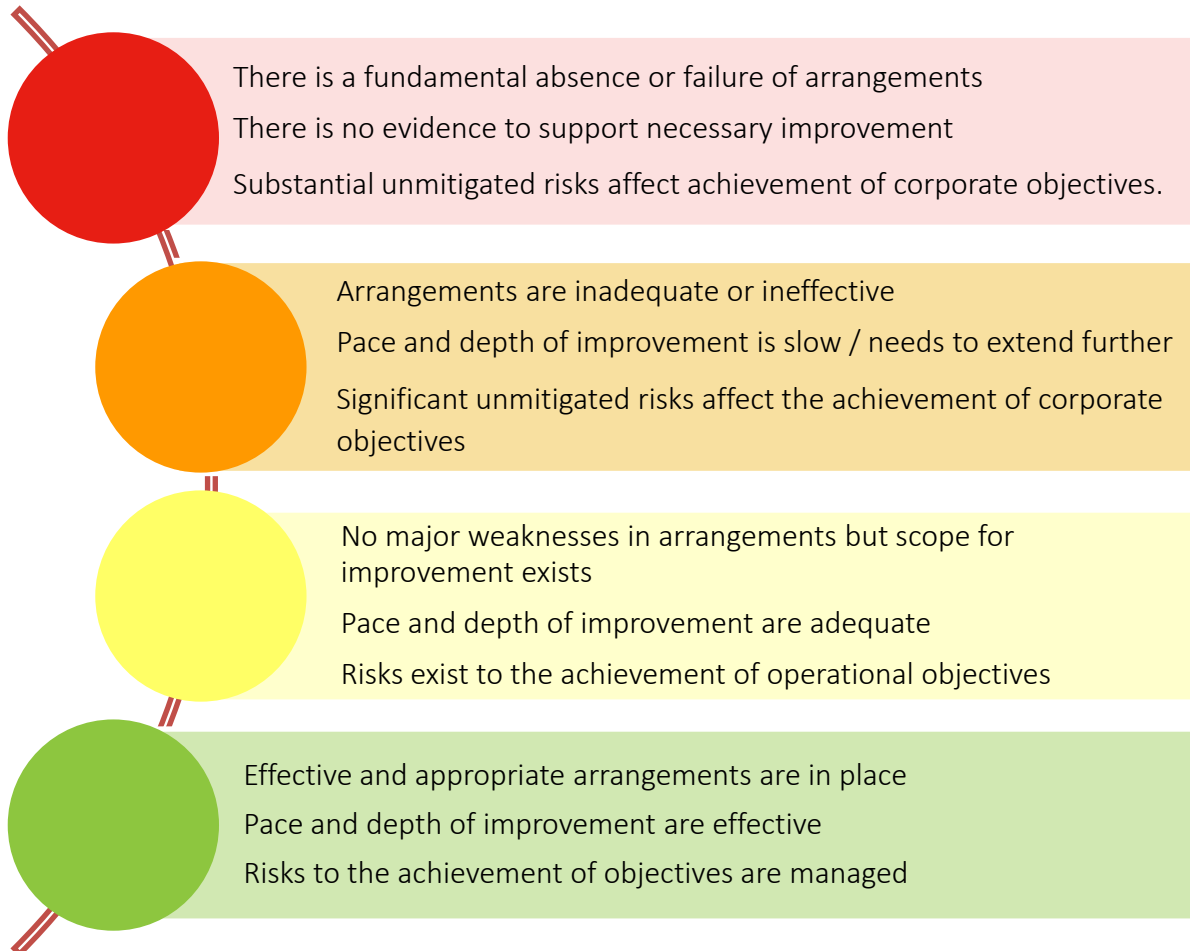 There is a fundamental absence or failure of arrangements
There is no evidence to support necessary improvement
Substantial unmitigated risks affect achievement of corporate objectives.
Arrangements are inadequate or ineffective
Pace and depth of improvement is slow / needs to extend further
Significant unmitigated risks affect the achievement of corporate
objectives
No major weaknesses in arrangements but scope for
improvement exists
Pace and depth of improvement are adequate
Risks exist to the achievement of operational objectives
Effective and appropriate arrangements are in place
Pace and depth of improvement are effective
Risks to the achievement of objectives are managed